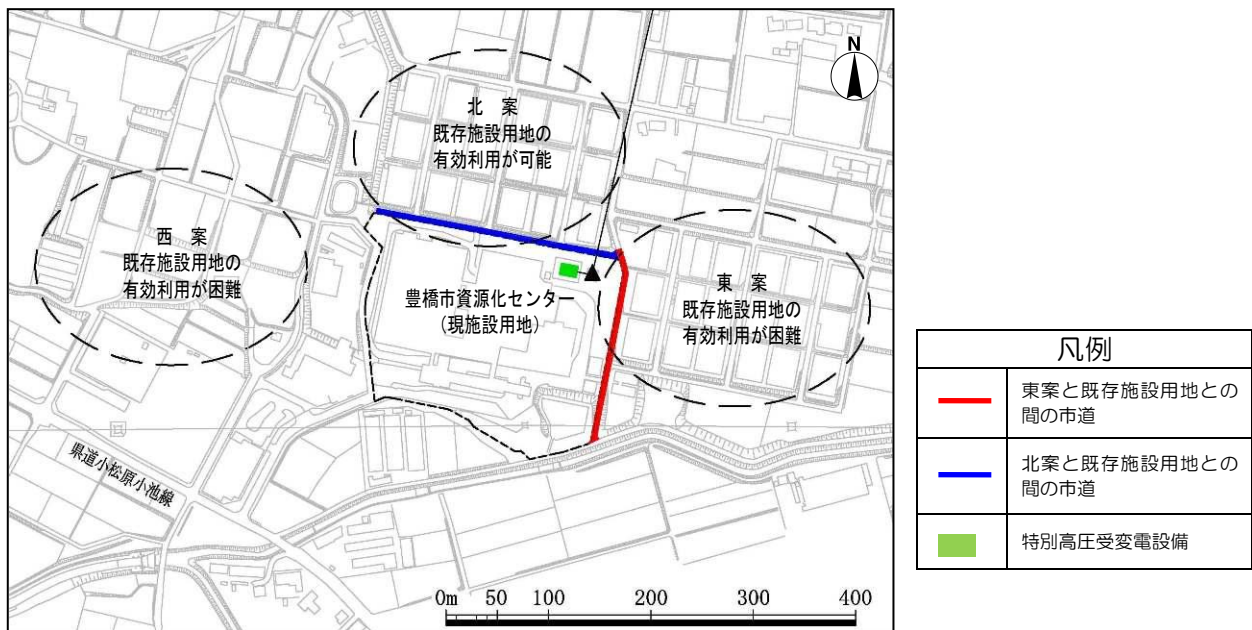 N
北　案
既存施設用地の
有効利用が可能
西　案
既存施設用地の
有効利用が困難
豊橋市資源化センター
（現施設用地）
東　案
既存施設用地の
有効利用が困難
県道小松原小池線
0m 50 100 200 300 400
凡例
東案と既存施設用地との
間の市道
北案と既存施設用地との
間の市道
特別高圧受変電設備